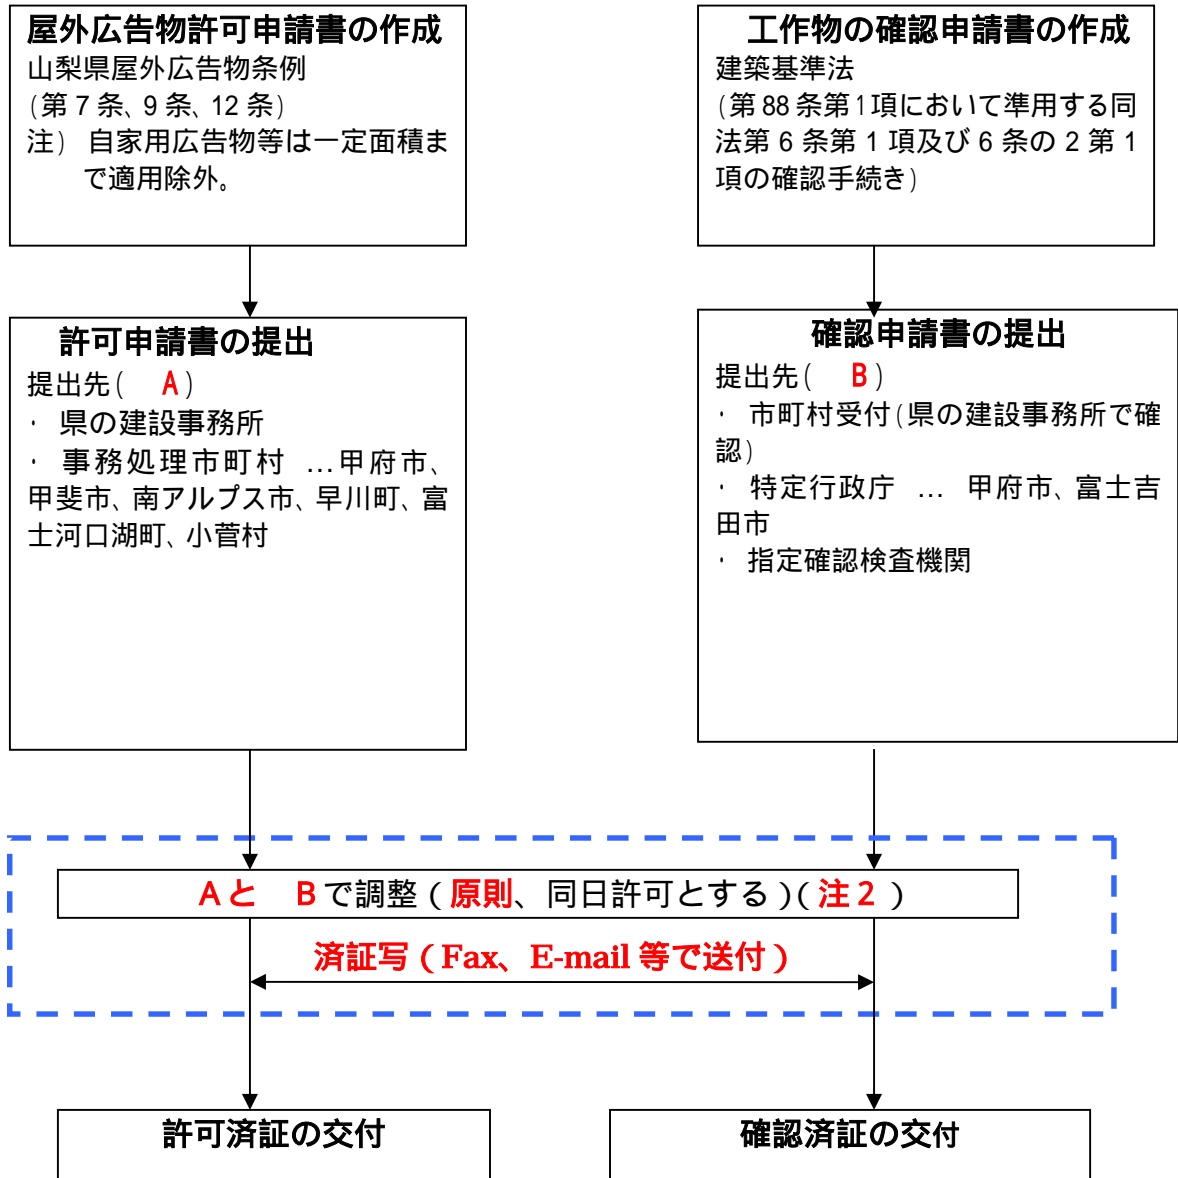 屋外広告物許可申請書の作成
山梨県屋外広告物条例
(第7条、9条、12条)
注) 自家用広告物等は一定面積ま
で適用除外。
工作物の確認申請書の作成
建築基準法
(第88条第1項において準用する同
法第6条第1項及び6条の2第1
項の確認手続き)
許可申請書の提出
提出先( A)
・ 県の建設事務所
・ 事務処理市町村 …甲府市、
甲斐市、南アルプス市、早川町、富
士河口湖町、小菅村
確認申請書の提出
提出先( B)
・ 市町村受付(県の建設事務所で確
認)
・ 特定行政庁 … 甲府市、富士吉
田市
・ 指定確認検査機関
Aと Bで調整(原則、同日許可とする)(注2)
済証写(Fax、E-mail等で送付)
許可済証の交付
確認済証の交付